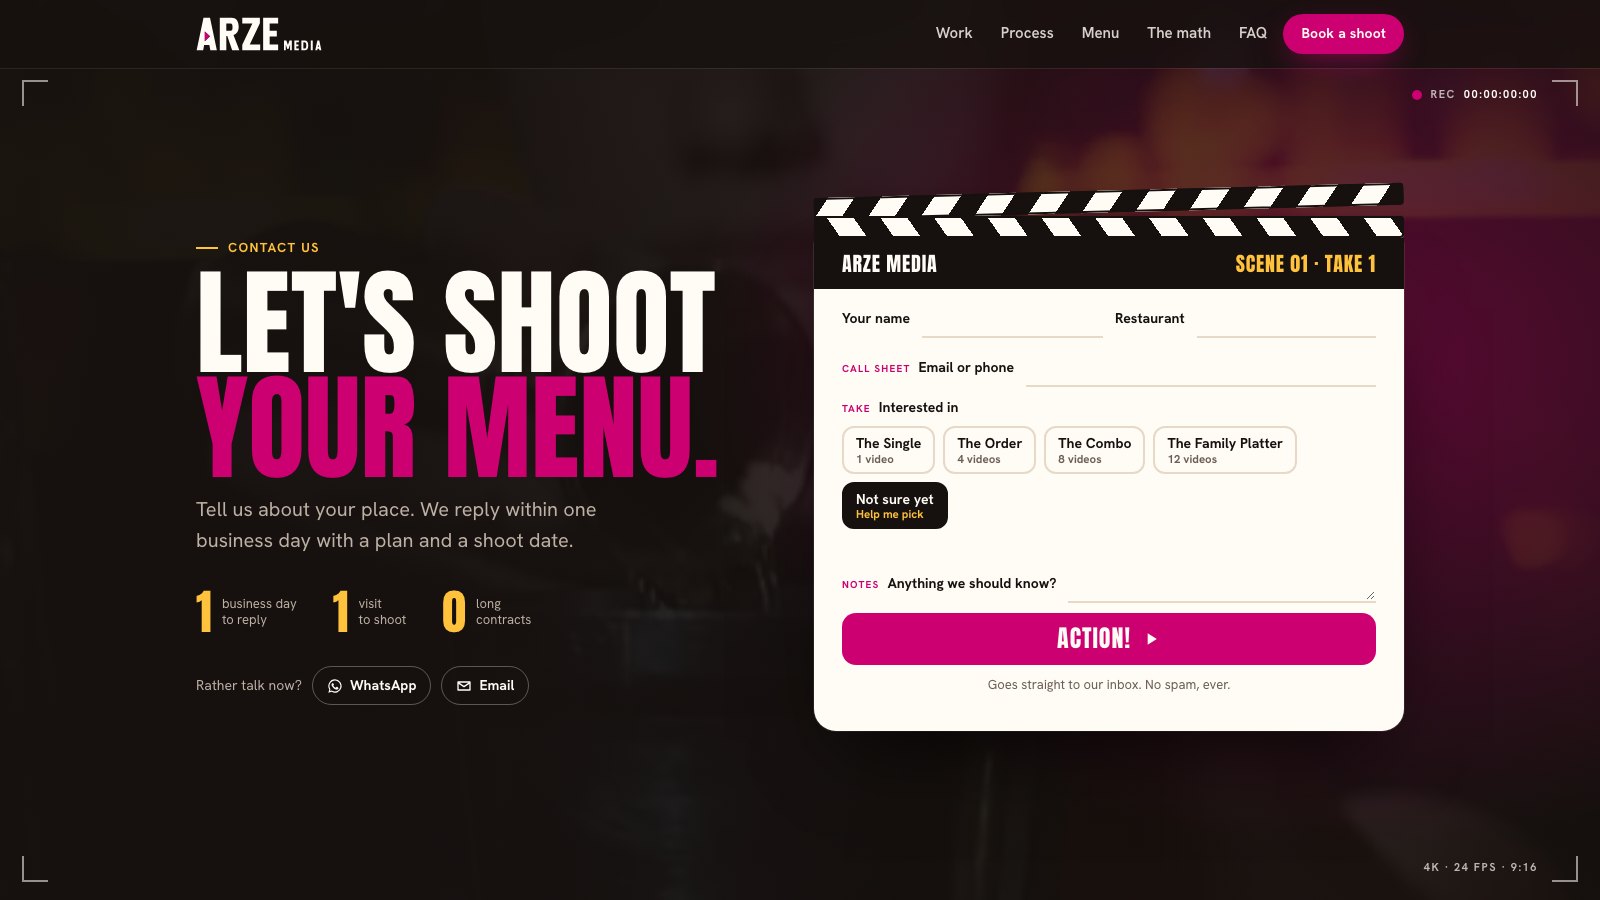 ARZE MEDIA
Work Process Menu The math FAQ Book a shoot
REC 00:00:00:00
CONTACT US
LET'S SHOOT
YOUR MENU.
Tell us about your place. We reply within one
business day with a plan and a shoot date.
1 business day
to reply
1 visit
to shoot
0 long
contracts
Rather talk now? WhatsApp Email
ARZE MEDIA SCENE 01 · TAKE 1
Your name Restaurant
CALL SHEET Email or phone
TAKE Interested in
The Single
1 video
The Order
4 videos
The Combo
8 videos
The Family Platter
12 videos
Not sure yet
Help me pick
NOTES Anything we should know?
ACTION!
Goes straight to our inbox. No spam, ever.
4K · 24 FPS · 9:16